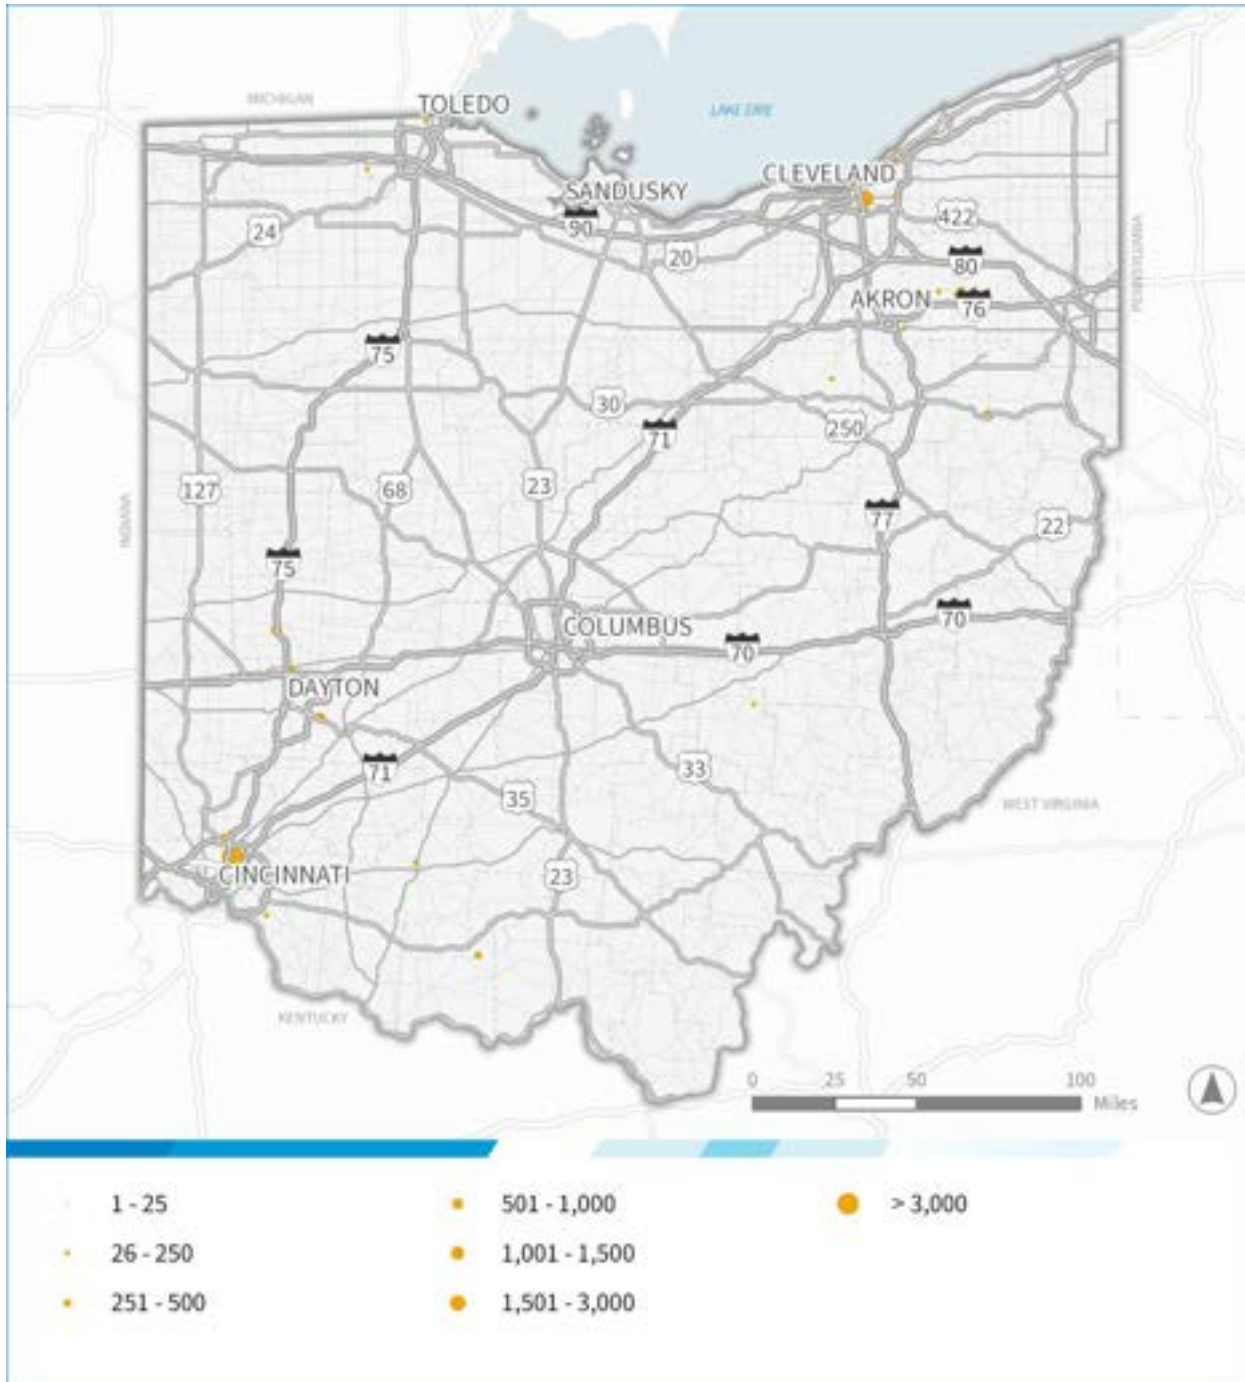 MICHIGAN
TOLEDO
LAKE ERIE
CLEVELAND
SANDUSKY
90
422
24
20
80
PENNSYLVANIA
AKRON
76
75
30
71
250
127
68
23
INDIANA
77
22
75
70
COLUMBUS
70
DAYTON
33
71
35
WEST VIRGINIA
CINCINNATI
23
KENTUCKY
0 25 50 100
Miles
1 - 25
501 - 1,000
> 3,000
26 - 250
1,001 - 1,500
251 - 500
1,501 - 3,000